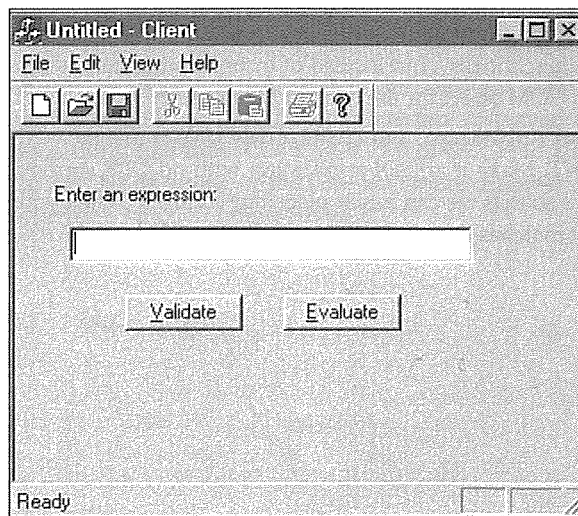 Untitled - Client
File Edit View Help
Enter an expression:
Validate Evaluate
Ready